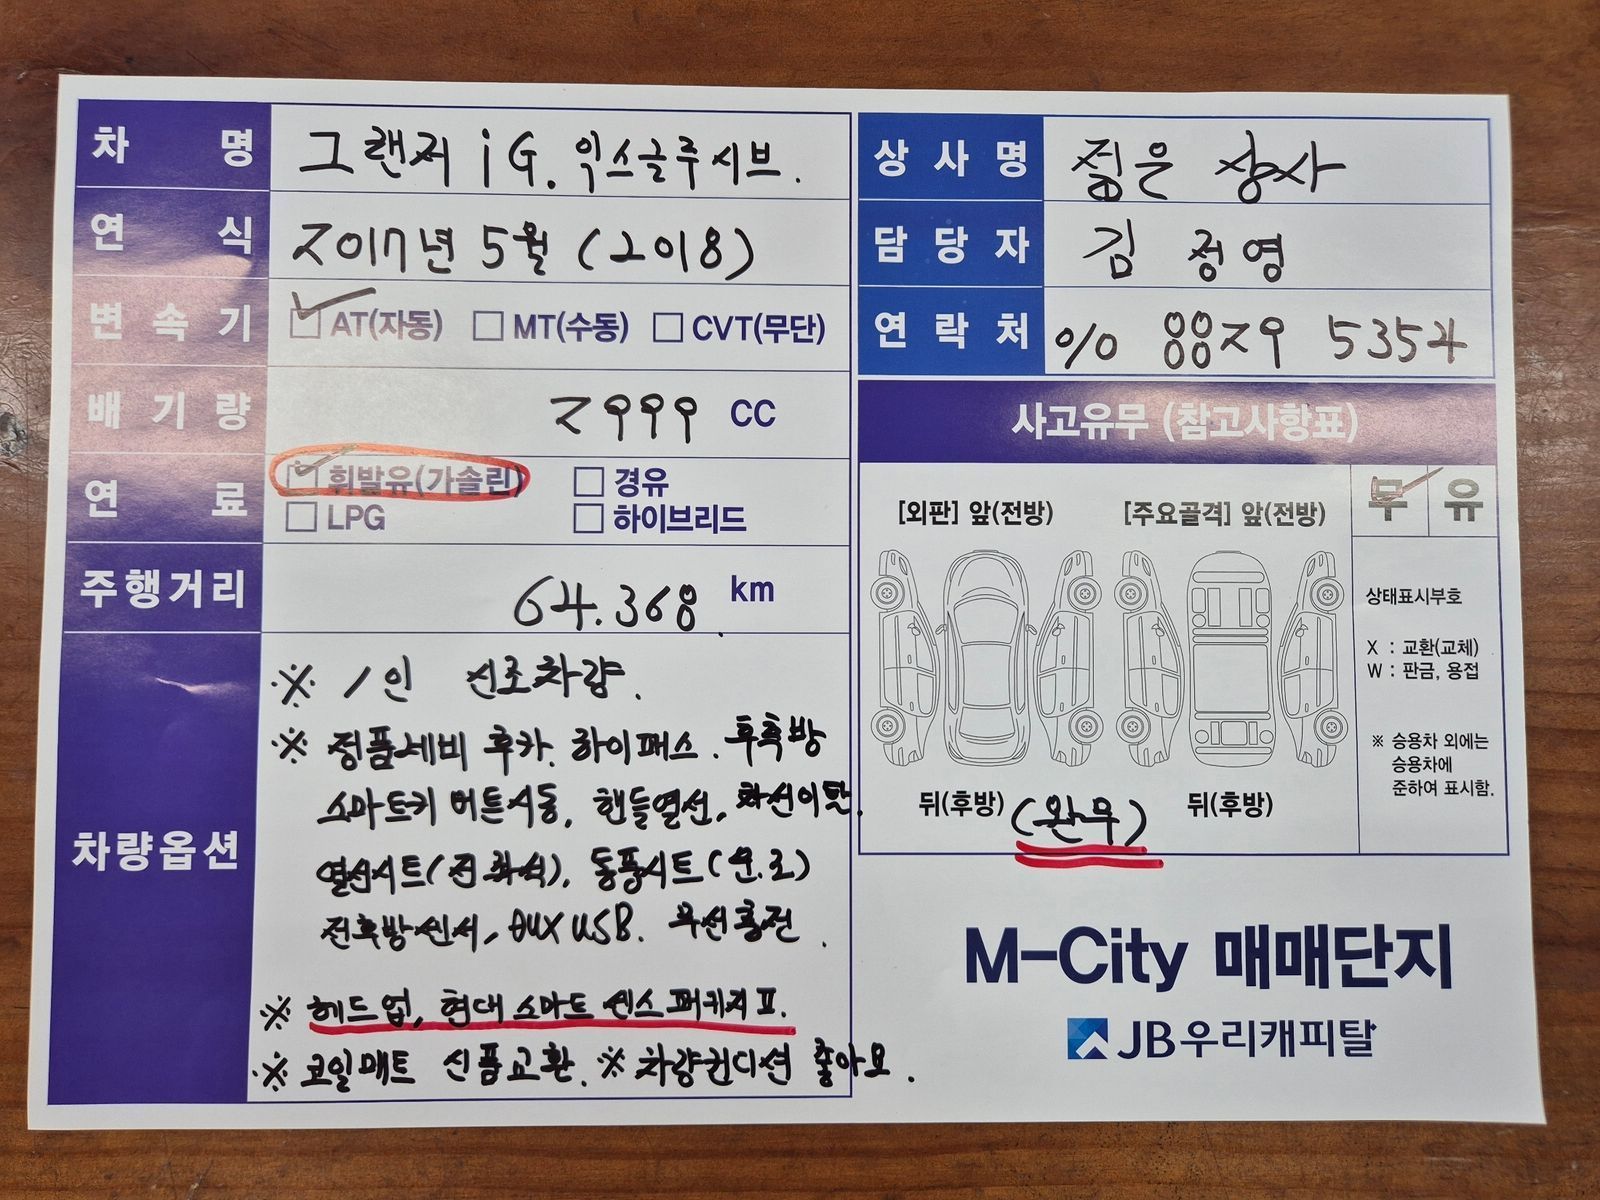 차 명 그랜저 iG. 익스클루시브.
연 식 2017년 5월 (2018)
변 속 기 AT(자동) MT(수동) CVT(무단)
배 기 량 2999 CC
연 료 휘발유(가솔린) 경유
LPG 하이브리드
주행거리 64.368 km
차량옵션
※ 1인 신조차량.
※ 정품네비 후카. 하이패스. 후측방
스마트키 버튼시동, 핸들열선, 차선이탈.
열선시트(전좌석), 통풍시트(운.조)
전후방센서, AUX USB. 무선충전.
※ 헤드업, 현대 스마트 센스 패키지 II.
※ 코일매트 신품교환. ※ 차량컨디션 좋아요.
상 사 명 젊은 상사
담 당 자 김 정영
연 락 처 010 8829 5354
사고유무 (참고사항표)
[외판] 앞(전방) [주요골격] 앞(전방) 무 유
상태표시부호
X : 교환(교체)
W : 판금, 용접
※ 승용차 외에는
승용차에
준하여 표시함.
뒤(후방) (완무) 뒤(후방)
M-City 매매단지
JB우리캐피탈